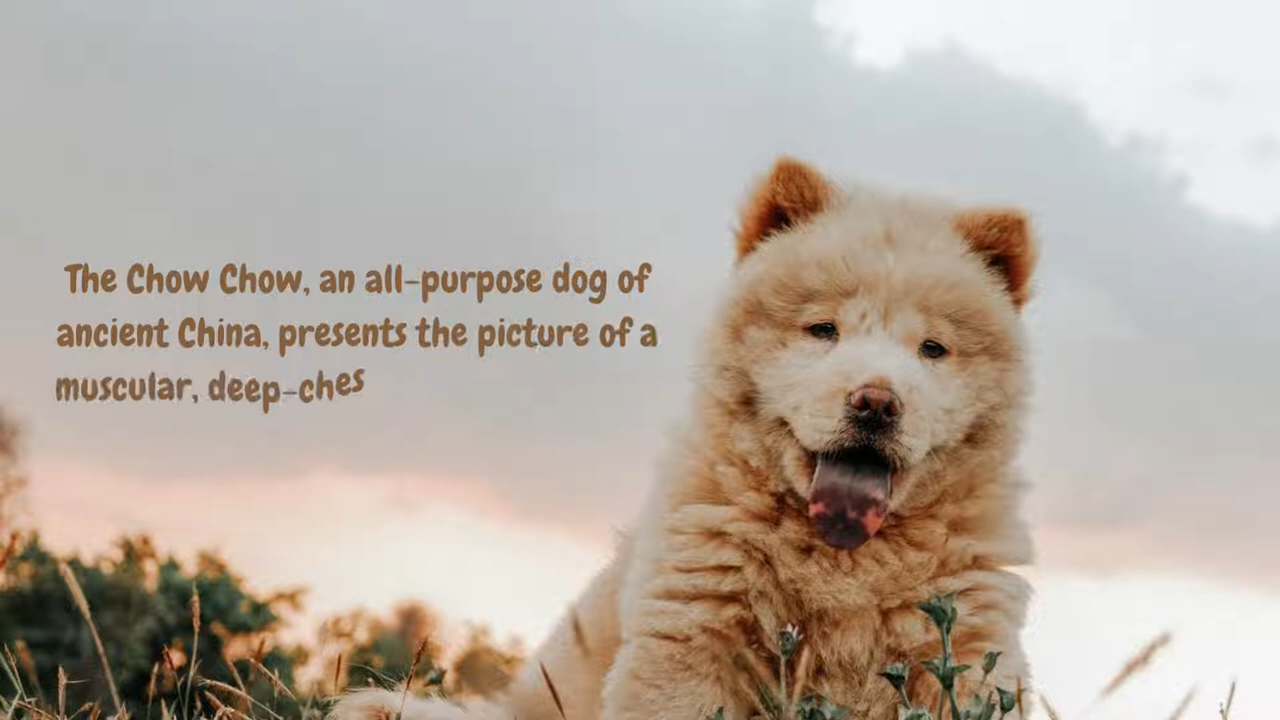 The Chow Chow, an all-purpose dog of
ancient China, presents the picture of a
muscular, deep-ches